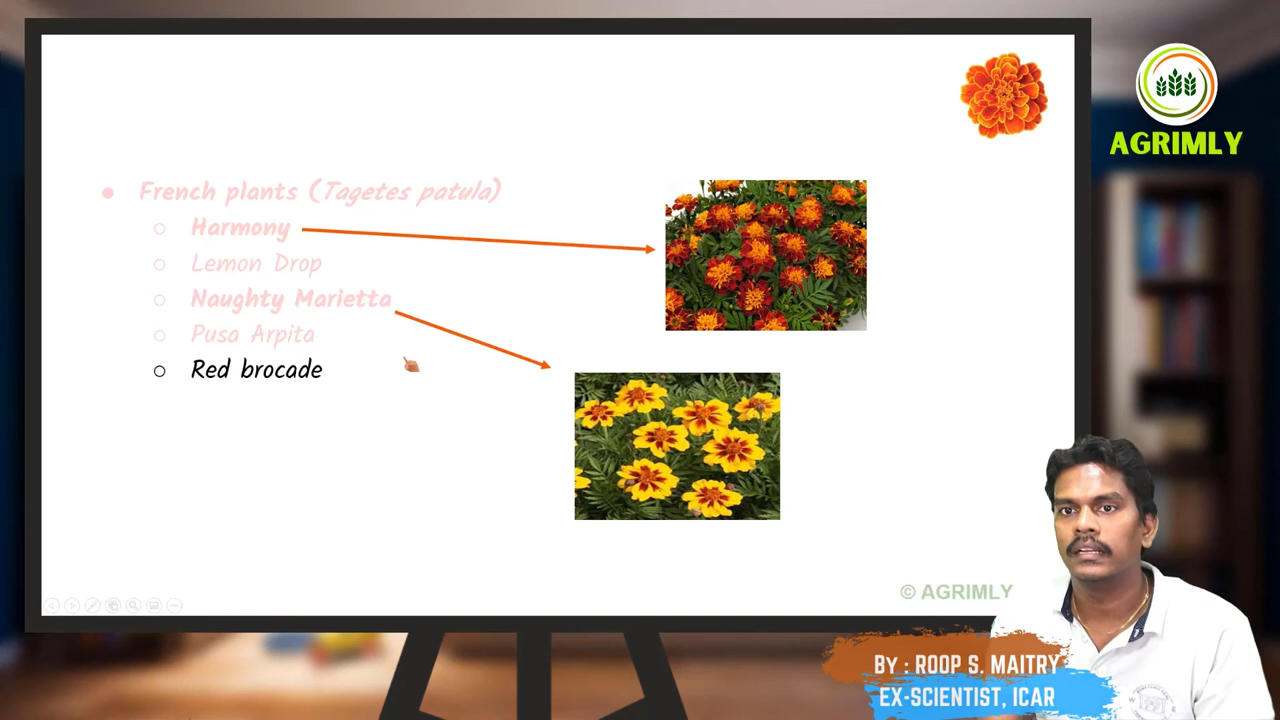 AGRIMLY
French plants (Tagetes patula)
Harmony
Lemon Drop
Naughty Marietta
Pusa Arpita
Red brocade
© AGRIMLY
BY : ROOP S. MAITRY
EX-SCIENTIST, ICAR